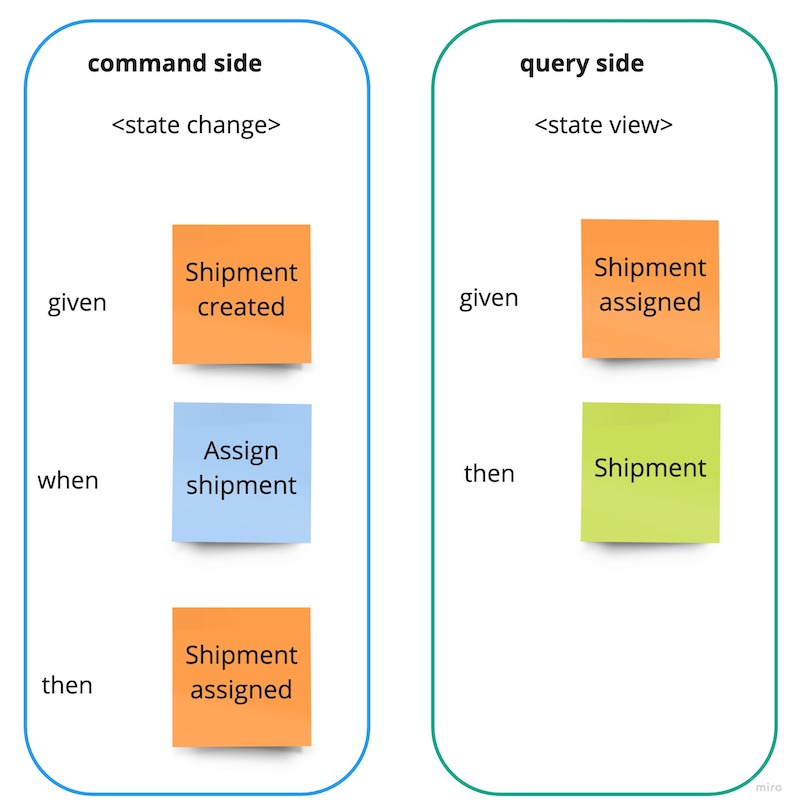 command side
<state change>
given
Shipment
created
when
Assign
shipment
then
Shipment
assigned
query side
<state view>
given
Shipment
assigned
then
Shipment
miro